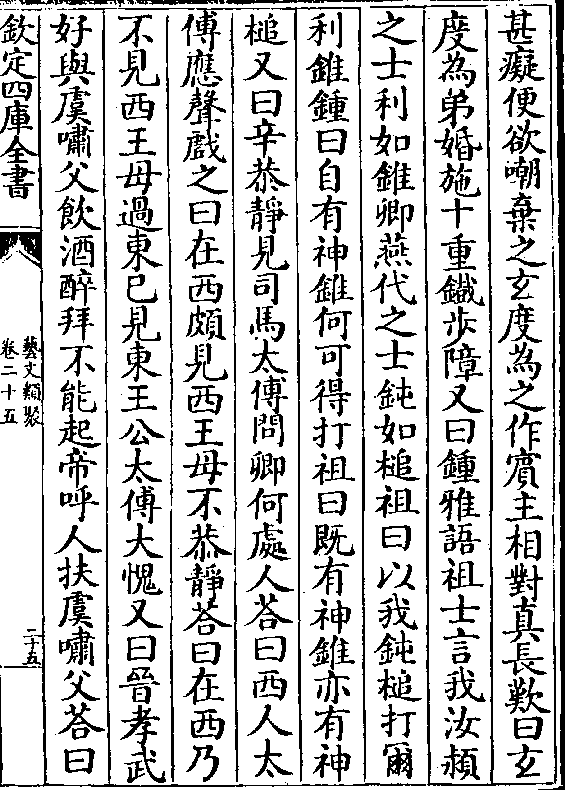 甚癡便欲嘲棄之玄度為之作賓主相對真長歎曰玄
度為弟婚施十重鐵步障又曰鍾雅語祖士言我汝潁
之士利如錐卿燕代之士鈍如槌祖曰以我鈍槌打爾
利錐鍾曰自有神錐何可得打祖曰既有神錐亦有神
槌又曰辛恭靜見司馬太傅問卿何處人荅曰西人太
傅應聲戲之曰在西頗見西王母不恭靜荅曰在西乃
不見西王母過東已見東王公太傅大愧又曰晉孝武
好與虞嘯父飲酒醉拜不能起帝呼人扶虞嘯父荅曰
欽定四庫全書
藝文類聚
卷二十五
二十五